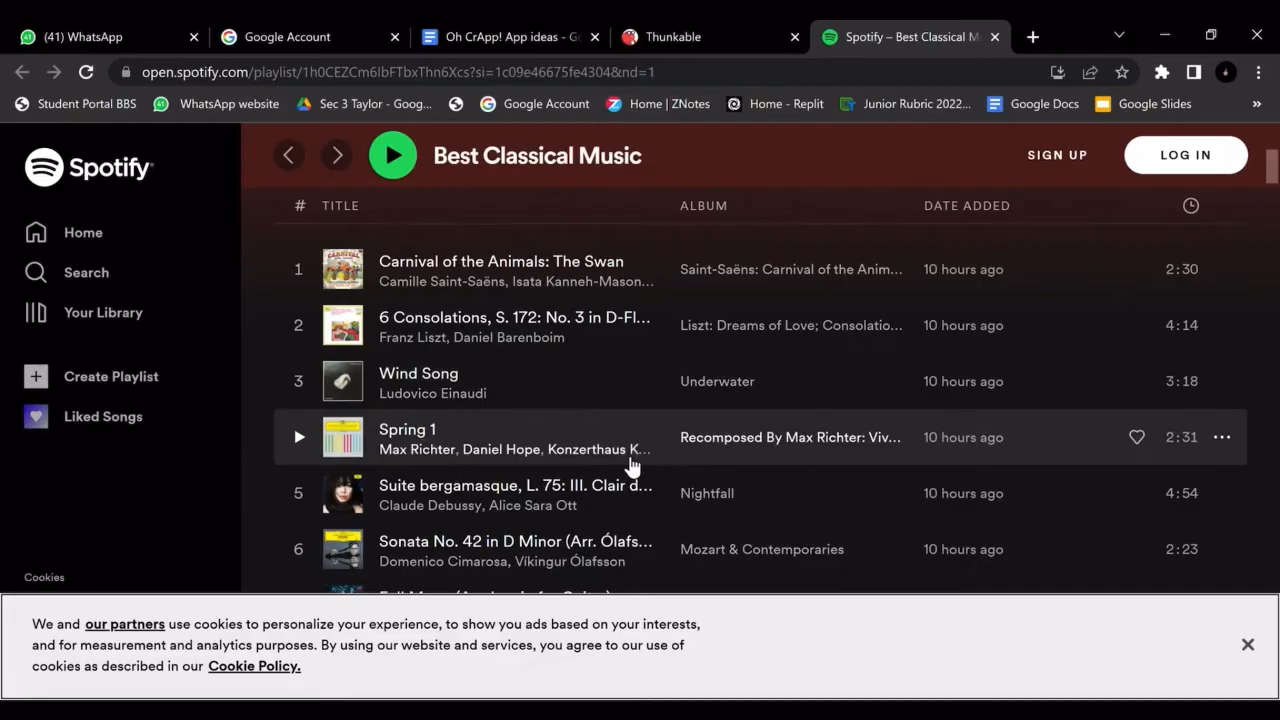 (41) WhatsApp
Google Account
Oh CrApp! App ideas - Go
Thunkable
Spotify – Best Classical M
open.spotify.com/playlist/1h0CEZCm6IbFTbxThn6Xcs?si=1c09e46675fe4304&nd=1
Student Portal BBS
WhatsApp website
Sec 3 Taylor - Goog...
Google Account
Home | ZNotes
Home - Replit
Junior Rubric 2022...
Google Docs
Google Slides
»
Spotify
Best Classical Music
SIGN UP
LOG IN
Home
Search
Your Library
Create Playlist
Liked Songs
Cookies
# TITLE ALBUM DATE ADDED
1 Carnival of the Animals: The Swan Saint-Saëns: Carnival of the Anim... 10 hours ago 2:30
Camille Saint-Saëns, Isata Kanneh-Mason...
2 6 Consolations, S. 172: No. 3 in D-Fl... Liszt: Dreams of Love; Consolatio... 10 hours ago 4:14
Franz Liszt, Daniel Barenboim
3 Wind Song Underwater 10 hours ago 3:18
Ludovico Einaudi
Spring 1 Recomposed By Max Richter: Viv... 10 hours ago 2:31
Max Richter, Daniel Hope, Konzerthaus K...
5 Suite bergamasque, L. 75: III. Clair d... Nightfall 10 hours ago 4:54
Claude Debussy, Alice Sara Ott
6 Sonata No. 42 in D Minor (Arr. Ólafs... Mozart & Contemporaries 10 hours ago 2:23
Domenico Cimarosa, Víkingur Ólafsson
We and our partners use cookies to personalize your experience, to show you ads based on your interests,
and for measurement and analytics purposes. By using our website and services, you agree to our use of
cookies as described in our Cookie Policy.